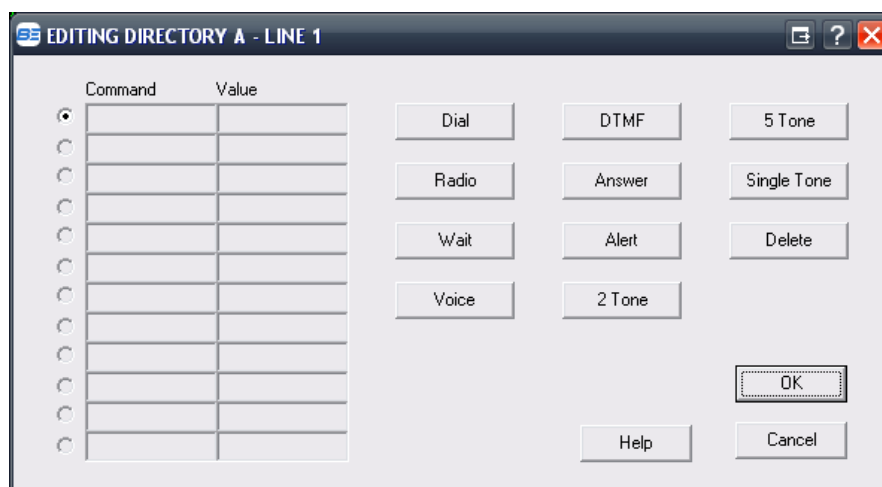 EDITING DIRECTORY A - LINE 1
Command Value
Dial DTMF 5 Tone
Radio Answer Single Tone
Wait Alert Delete
Voice 2 Tone
OK
Help Cancel